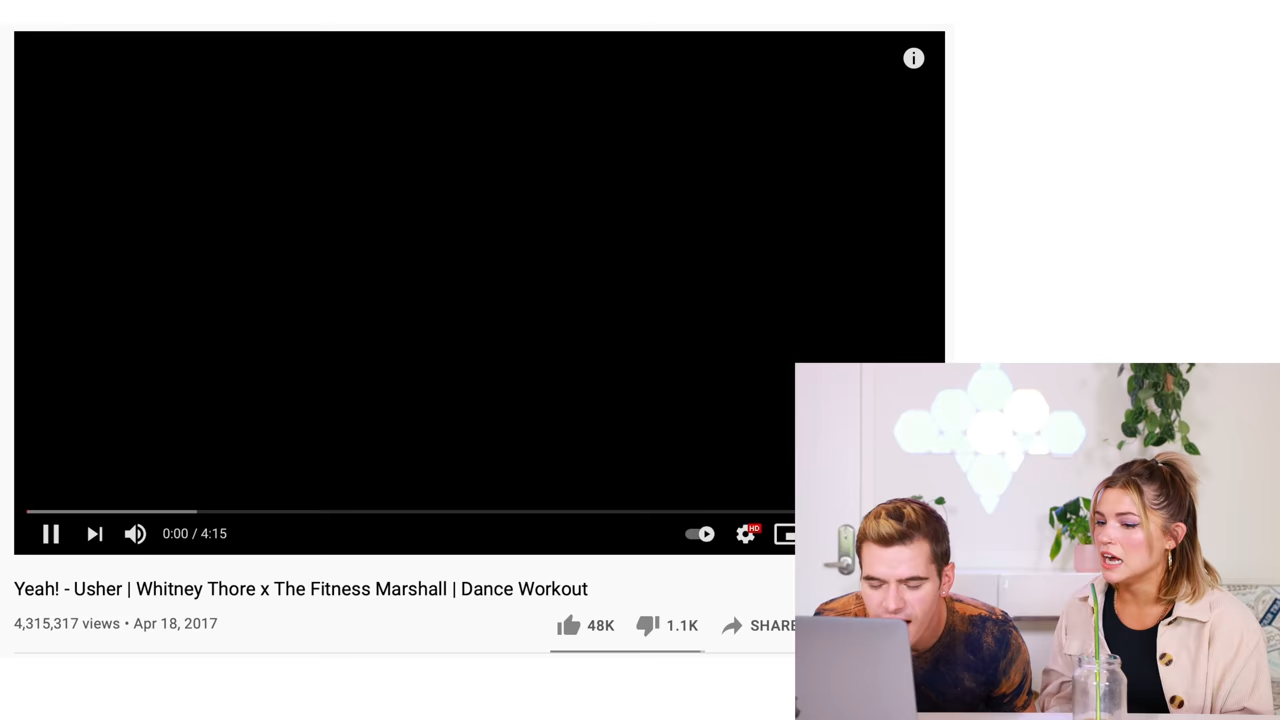 i
HD
0:00 / 4:15
Yeah! - Usher | Whitney Thore x The Fitness Marshall | Dance Workout
4,315,317 views • Apr 18, 2017
48K
1.1K
SHARE